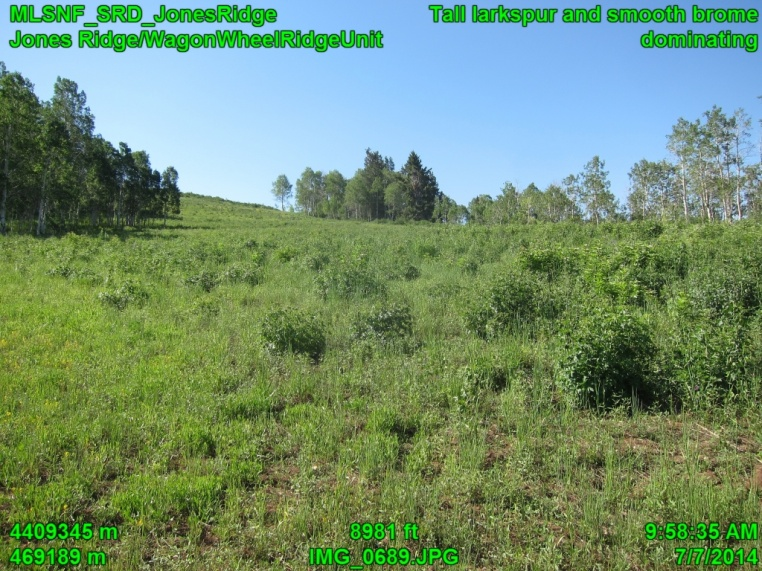 MLSNF_SRD_JonesRidge
Jones Ridge/WagonWheelRidgeUnit
Tall larkspur and smooth brome
dominating
4409345 m
469189 m
8981 ft
IMG_0689.JPG
9:58:35 AM
7/7/2014